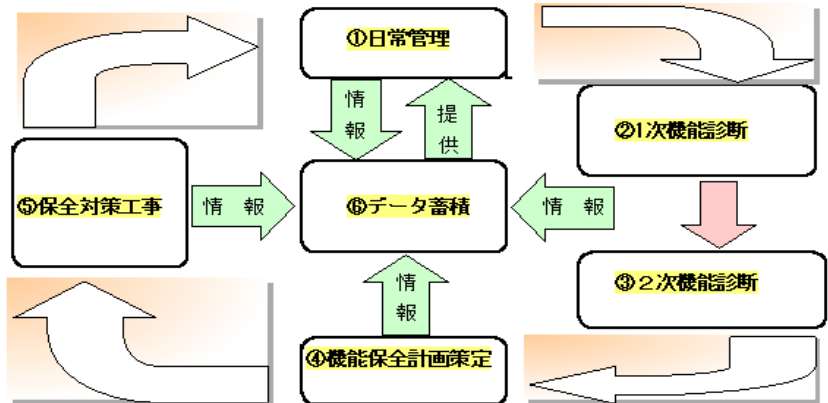 ①日常管理
情報
提供
②1次機能診断
⑤保全対策工事
情 報
⑥データ蓄積
情 報
③２次機能診断
情報
④機能保全計画策定